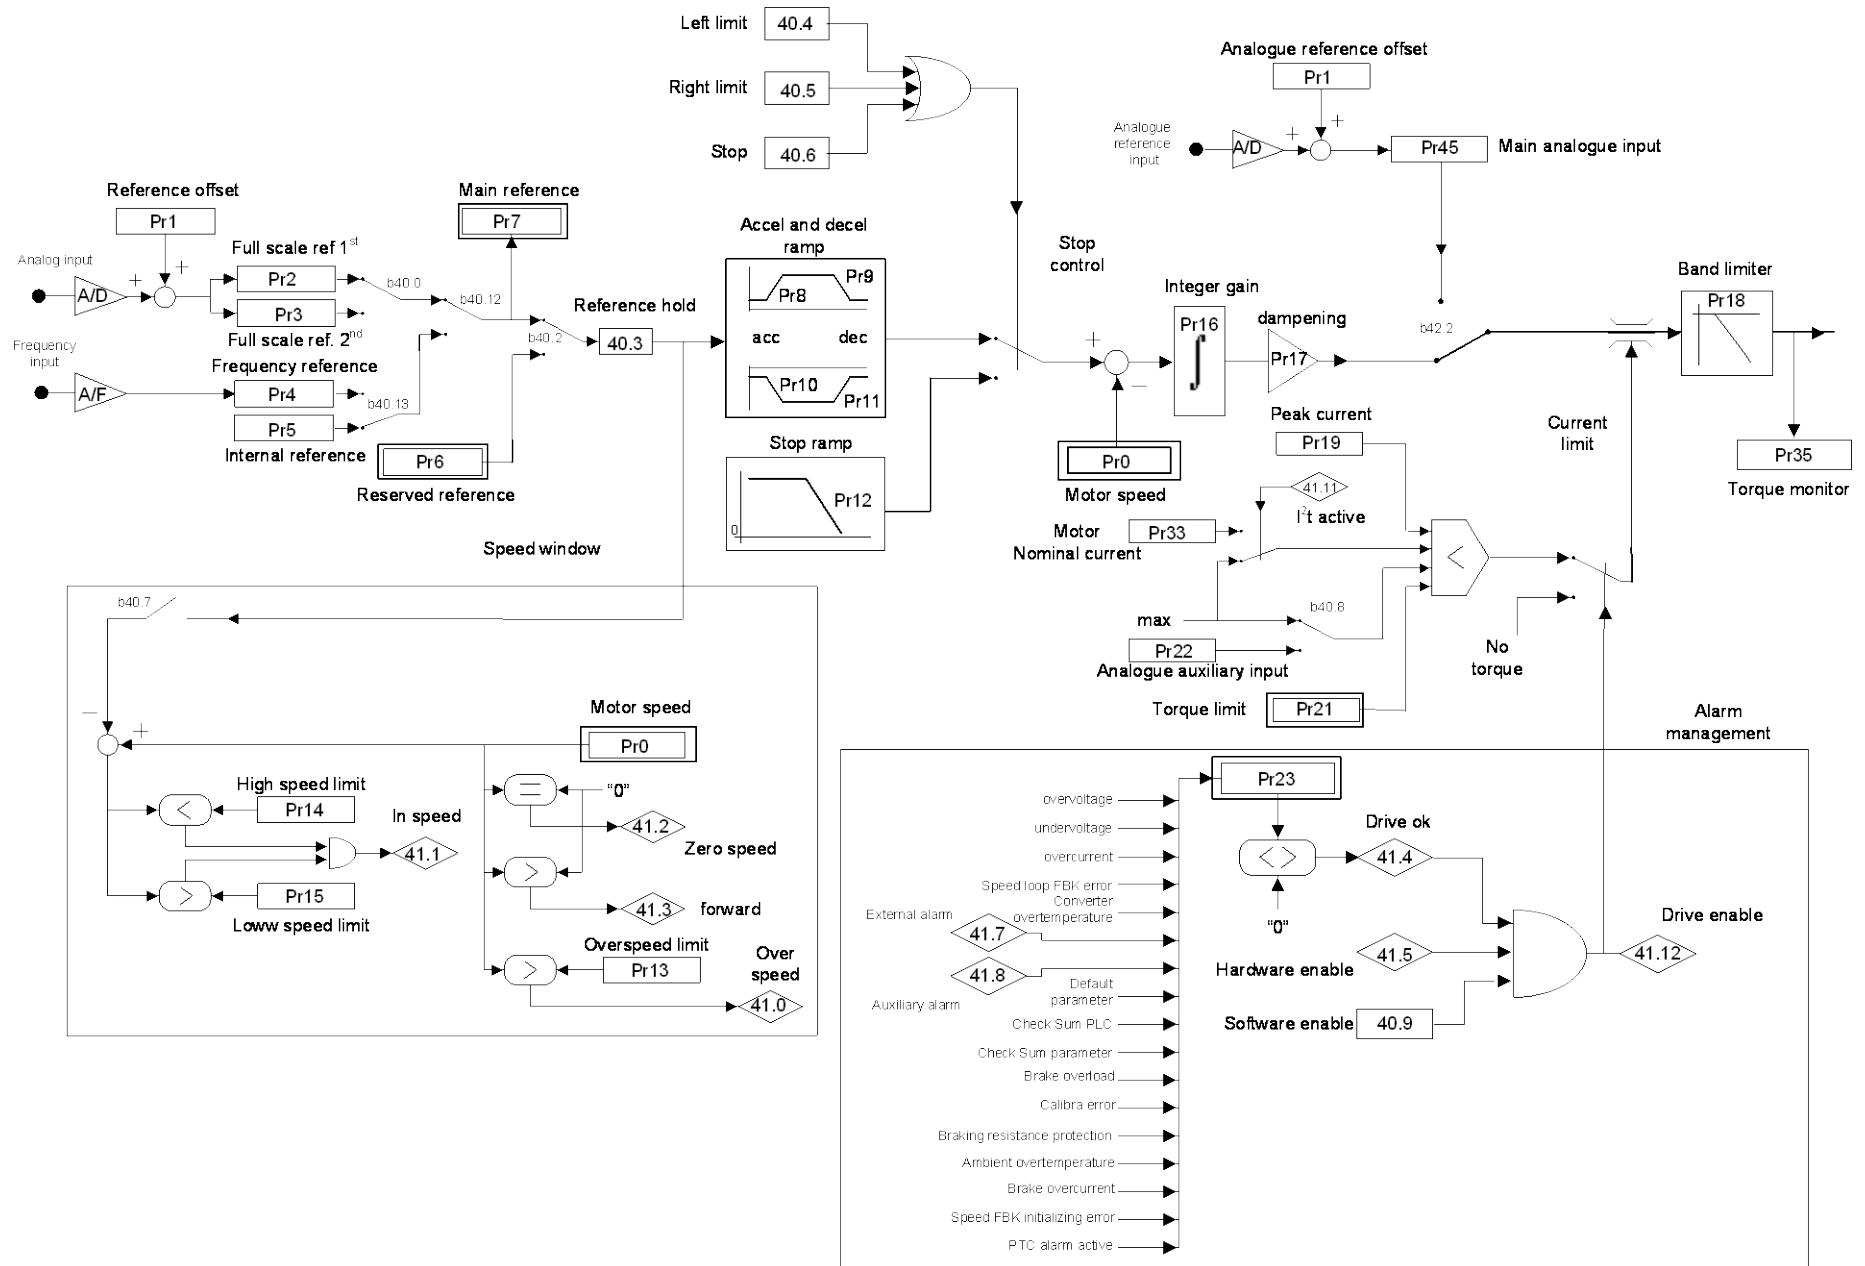 Left limit
40.4
Right limit
40.5
Stop
40.6
Analogue reference offset
Pr1
+
+
Analogue
reference
input
A/D
Pr45
Main analogue input
Reference offset
Pr1
Main reference
Pr7
Analog input
A/D
+
+
Full scale ref 1st
Pr2
Pr3
Full scale ref. 2nd
b40.0
b40.12
b40.2
Reference hold
40.3
Frequency
input
A/F
Frequency reference
Pr4
Pr5
Internal reference
b40.13
Pr6
Reserved reference
Accel and decel
ramp
Pr9
Pr8
acc
dec
Pr10
Pr11
Stop ramp
Pr12
0
Stop
control
+
−
Pr0
Motor speed
Integer gain
Pr16
∫
dampening
Pr17
b42.2
Band limiter
Pr18
Current
limit
Pr35
Torque monitor
Peak current
Pr19
41.11
I²t active
Motor
Nominal current
Pr33
<
max
b40.8
Pr22
Analogue auxiliary input
Torque limit
Pr21
No
torque
Speed window
b40.7
−
+
Motor speed
Pr0
High speed limit
<
Pr14
In speed
41.1
>
Pr15
Loww speed limit
=
"0"
41.2
Zero speed
>
41.3
forward
Overspeed limit
>
Pr13
Over
speed
41.0
Alarm
management
Pr23
overvoltage
undervoltage
overcurrent
Speed loop FBK error
Converter
overtemperature
External alarm
41.7
41.8
Auxiliary alarm
Default
parameter
Check Sum PLC
Check Sum parameter
Brake overload
Calibra error
Braking resistance protection
Ambient overtemperature
Brake overcurrent
Speed FBK initializing error
PTC alarm active
<>
"0"
Drive ok
41.4
41.5
Hardware enable
Software enable
40.9
Drive enable
41.12